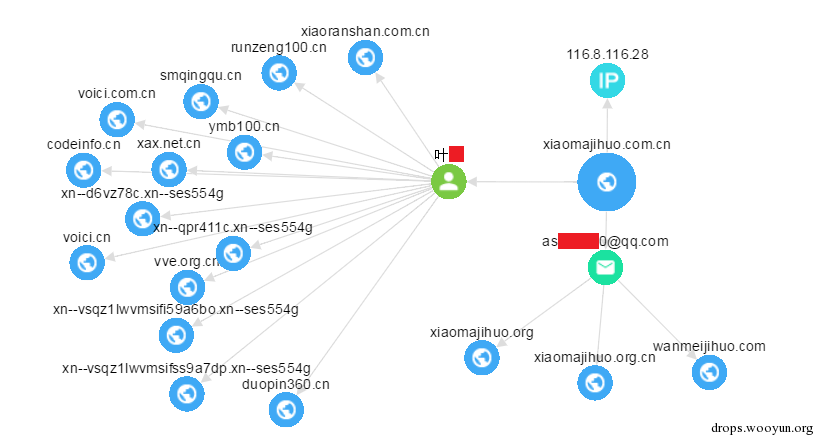 xiaoranshan.com.cn
runzeng100.cn
116.8.116.28
IP
smqingqu.cn
voici.com.cn
ymb100.cn
xiaomajihuo.com.cn
codeinfo.cn
xax.net.cn
叶
xn--d6vz78c.xn--ses554g
xn--qpr411c.xn--ses554g
voici.cn
vve.org.cn
as 0@qq.com
xn--vsqz1lwvmsifi59a6bo.xn--ses554g
xiaomajihuo.org
xiaomajihuo.org.cn
wanmeijihuo.com
xn--vsqz1lwvmsifss9a7dp.xn--ses554g
duopin360.cn
drops.wooyun.org